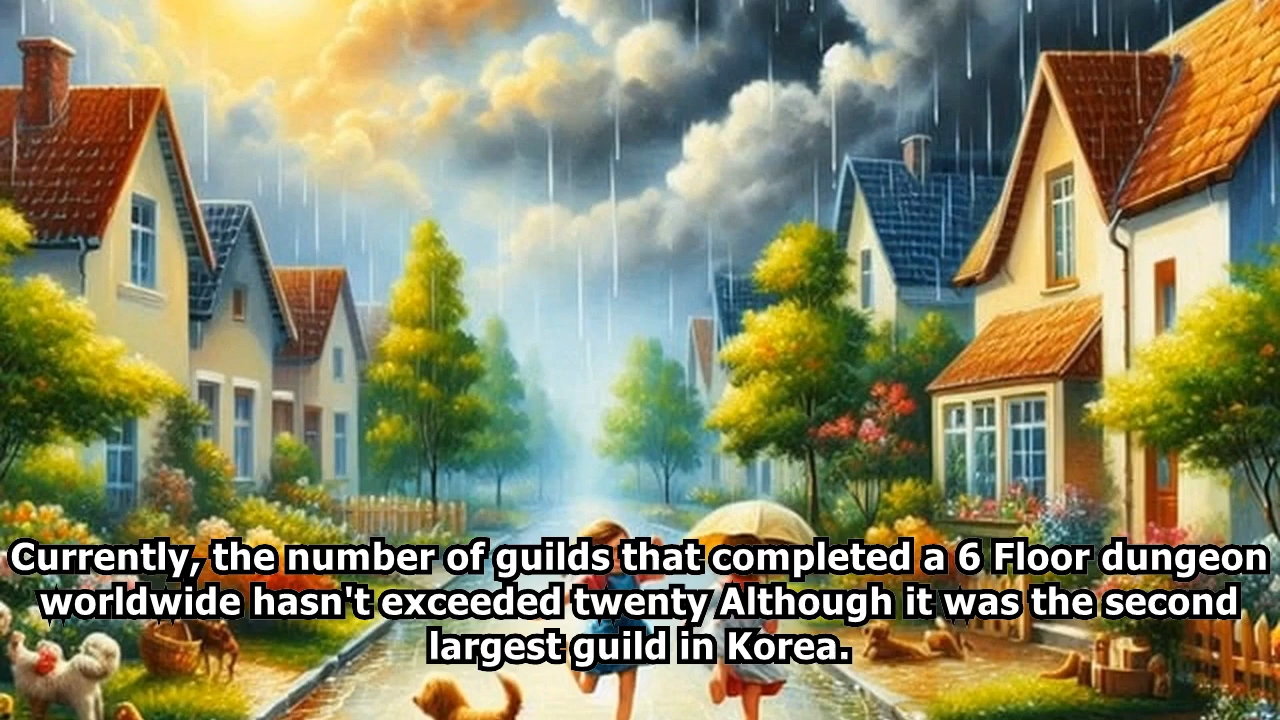 Currently, the number of guilds that completed a 6 Floor dungeon
worldwide hasn't exceeded twenty Although it was the second
largest guild in Korea.